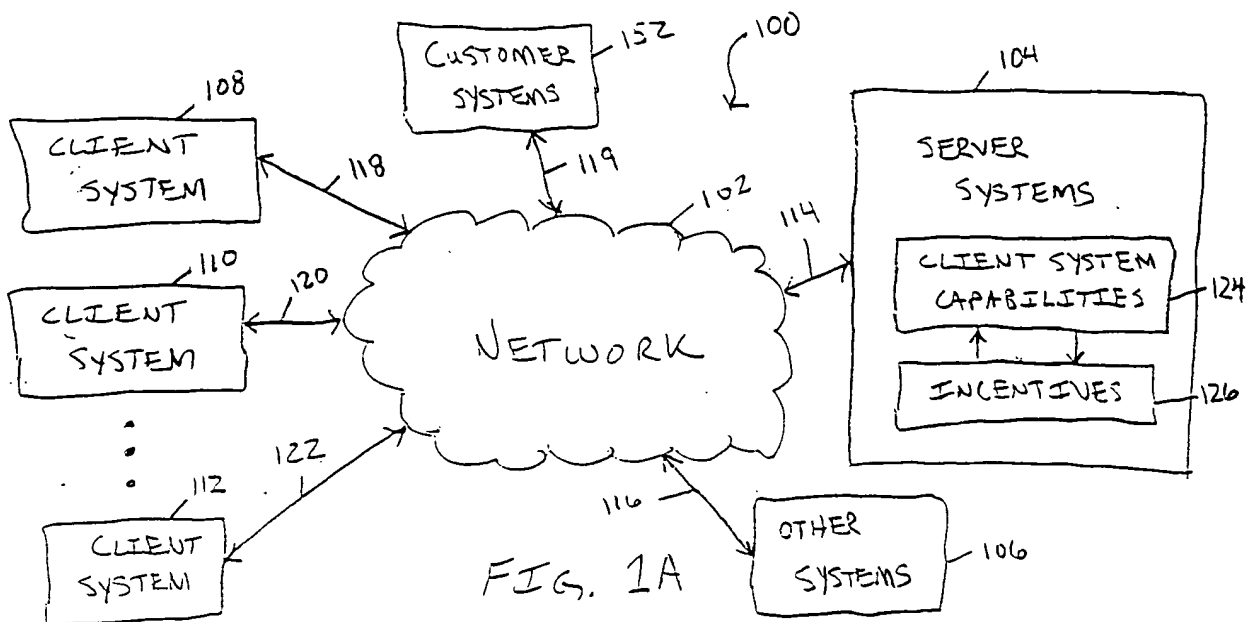 CUSTOMER
SYSTEMS
152
100
104
108
CLIENT
SYSTEM
118
119
102
114
SERVER
SYSTEMS
110
CLIENT
SYSTEM
120
NETWORK
CLIENT SYSTEM
CAPABILITIES
124
INCENTIVES
126
122
112
CLIENT
SYSTEM
116
OTHER
SYSTEMS
106
FIG. 1A